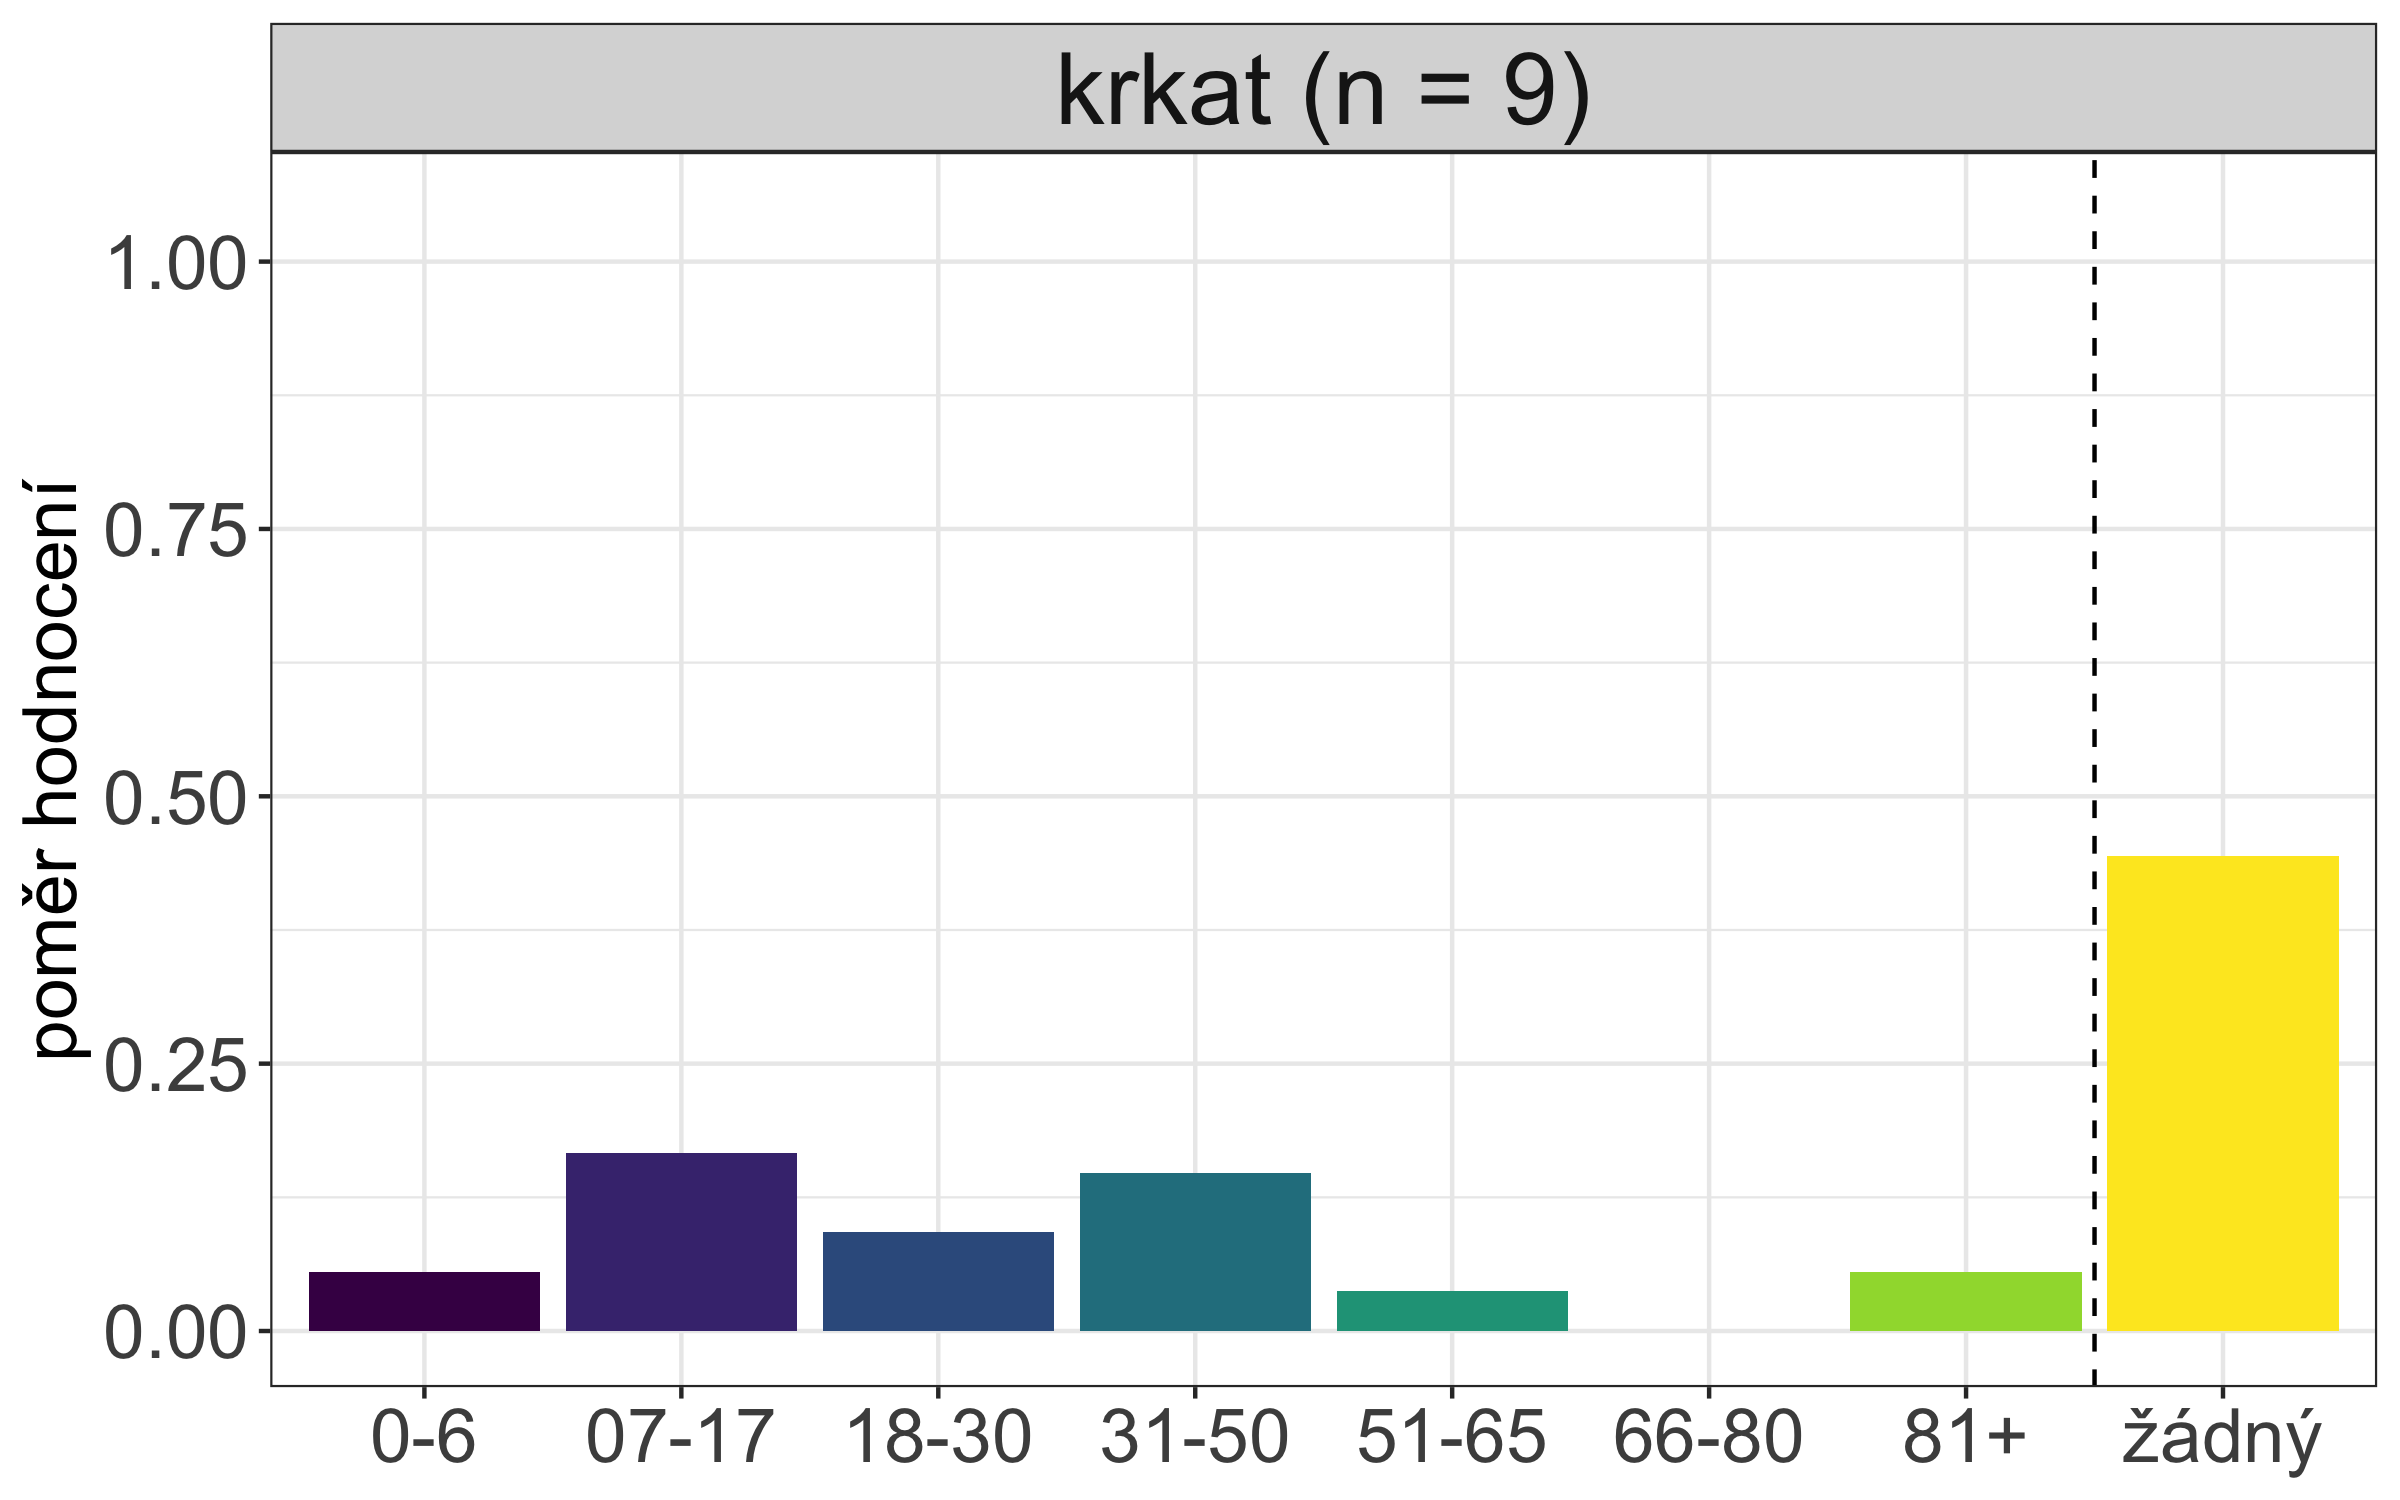 krkat (n = 9)
poměr hodnocení
1.00
0.75
0.50
0.25
0.00
0-6 07-17 18-30 31-50 51-65 66-80 81+ žádný